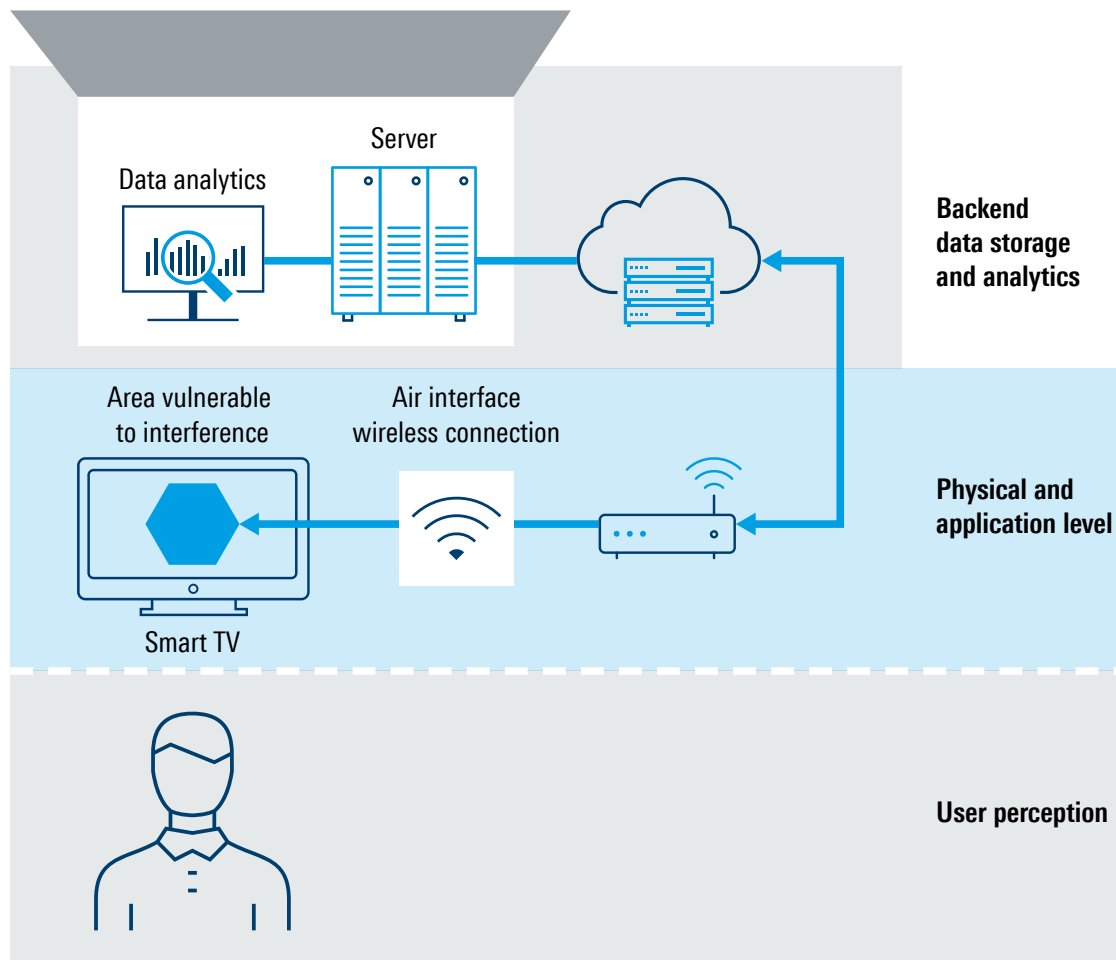 Server
Data analytics
Backend
data storage
and analytics
Area vulnerable
to interference
Air interface
wireless connection
Physical and
application level
Smart TV
User perception